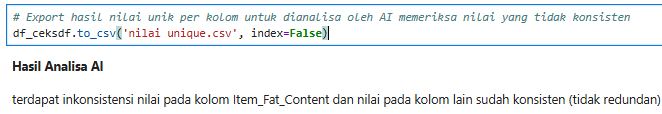 # Export hasil nilai unik per kolom untuk dianalisa oleh AI memeriksa nilai yang tidak konsisten
df_ceksdf.to_csv('nilai unique.csv', index=False)
Hasil Analisa AI
terdapat inkonsistensi nilai pada kolom Item_Fat_Content dan nilai pada kolom lain sudah konsisten (tidak redundan)